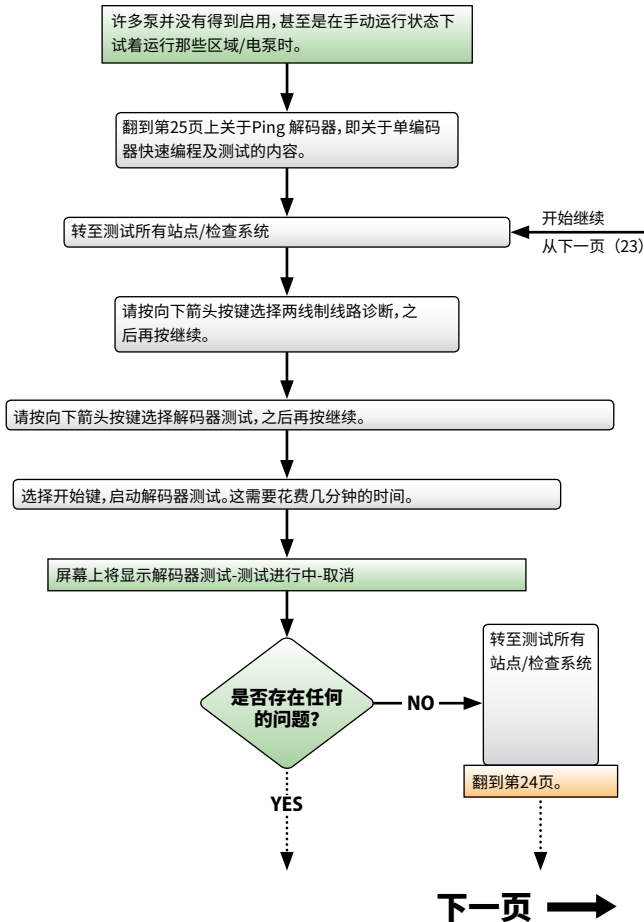 许多泵并没有得到启用，甚至是在手动运行状态下
试着运行那些区域/电泵时。
翻到第25页上关于Ping 解码器，即关于单编码
器快速编程及测试的内容。
转至测试所有站点/检查系统
开始继续
从下一页（23）
请按向下箭头按键选择两线制线路诊断，之
后再按继续。
请按向下箭头按键选择解码器测试，之后再按继续。
选择开始键，启动解码器测试。这需要花费几分钟的时间。
屏幕上将显示解码器测试-测试进行中-取消
是否存在任何
的问题？
NO
转至测试所有
站点/检查系统
翻到第24页。
YES
下一页